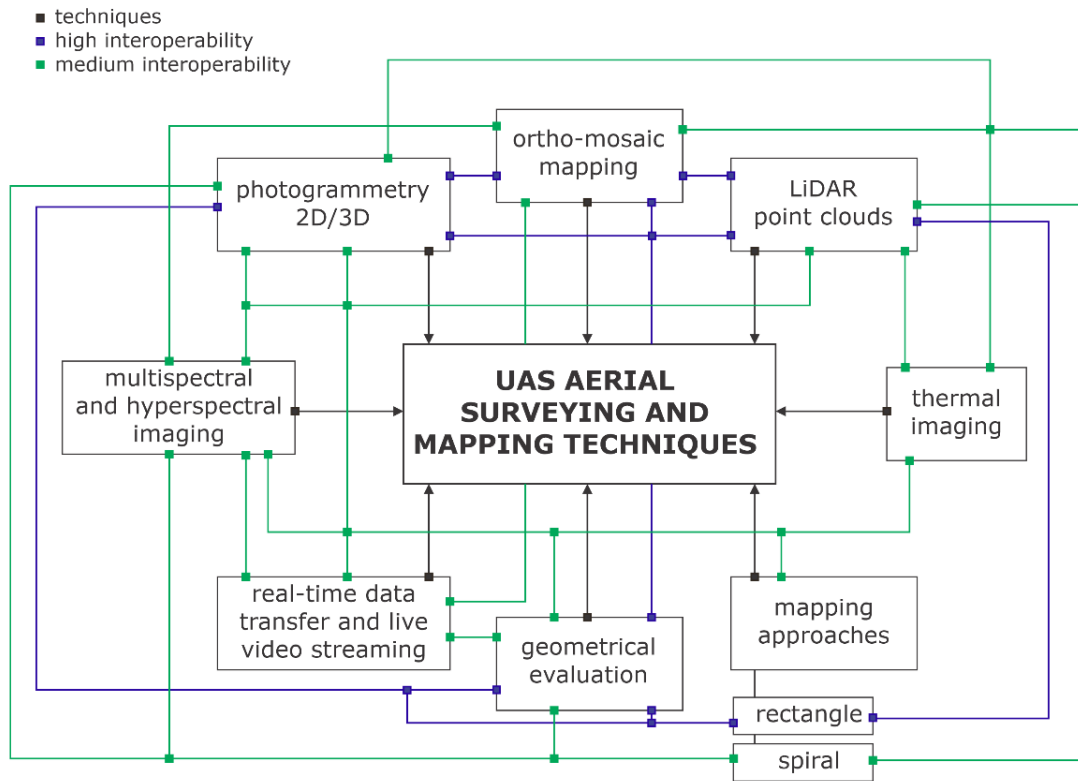 techniques
high interoperability
medium interoperability
ortho-mosaic
mapping
photogrammetry
2D/3D
LiDAR
point clouds
multispectral
and hyperspectral
imaging
UAS AERIAL
SURVEYING AND
MAPPING TECHNIQUES
thermal
imaging
real-time data
transfer and live
video streaming
geometrical
evaluation
mapping
approaches
rectangle
spiral